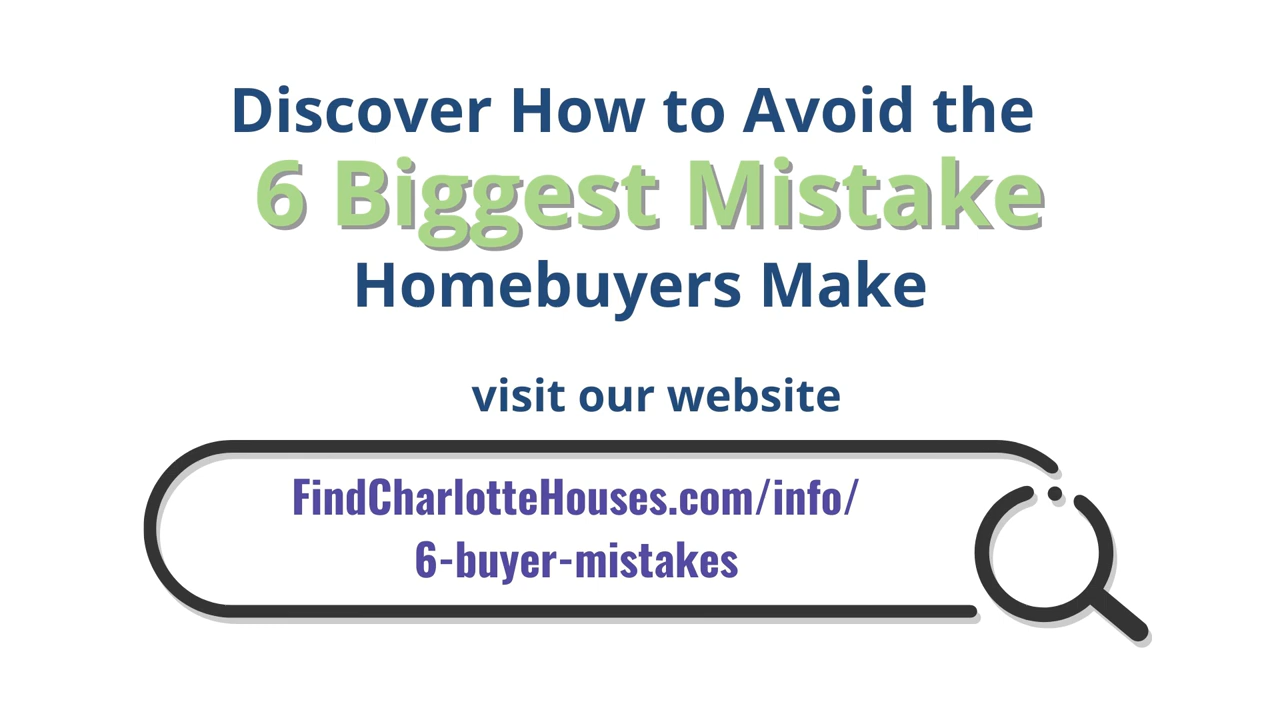 Discover How to Avoid the
6 Biggest Mistake
Homebuyers Make
visit our website
FindCharlotteHouses.com/info/
6-buyer-mistakes